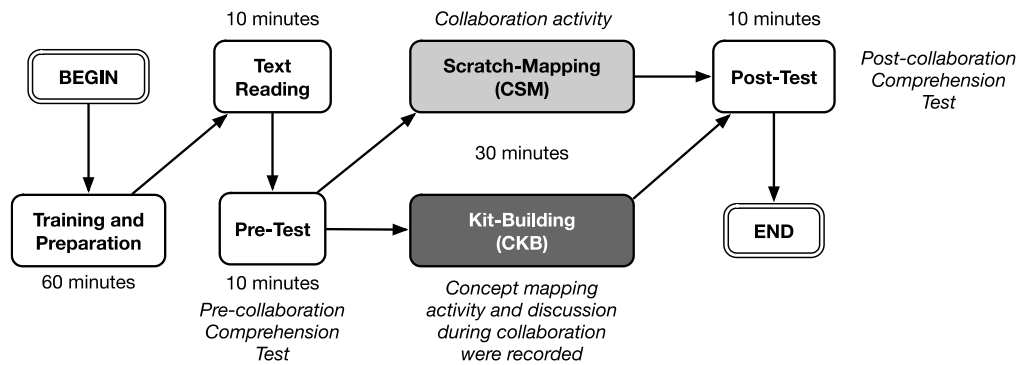 BEGIN
Training and
Preparation
60 minutes
10 minutes
Text
Reading
Pre-Test
10 minutes
Pre-collaboration
Comprehension
Test
Collaboration activity
Scratch-Mapping
(CSM)
30 minutes
Kit-Building
(CKB)
Concept mapping
activity and discussion
during collaboration
were recorded
10 minutes
Post-Test
Post-collaboration
Comprehension
Test
END